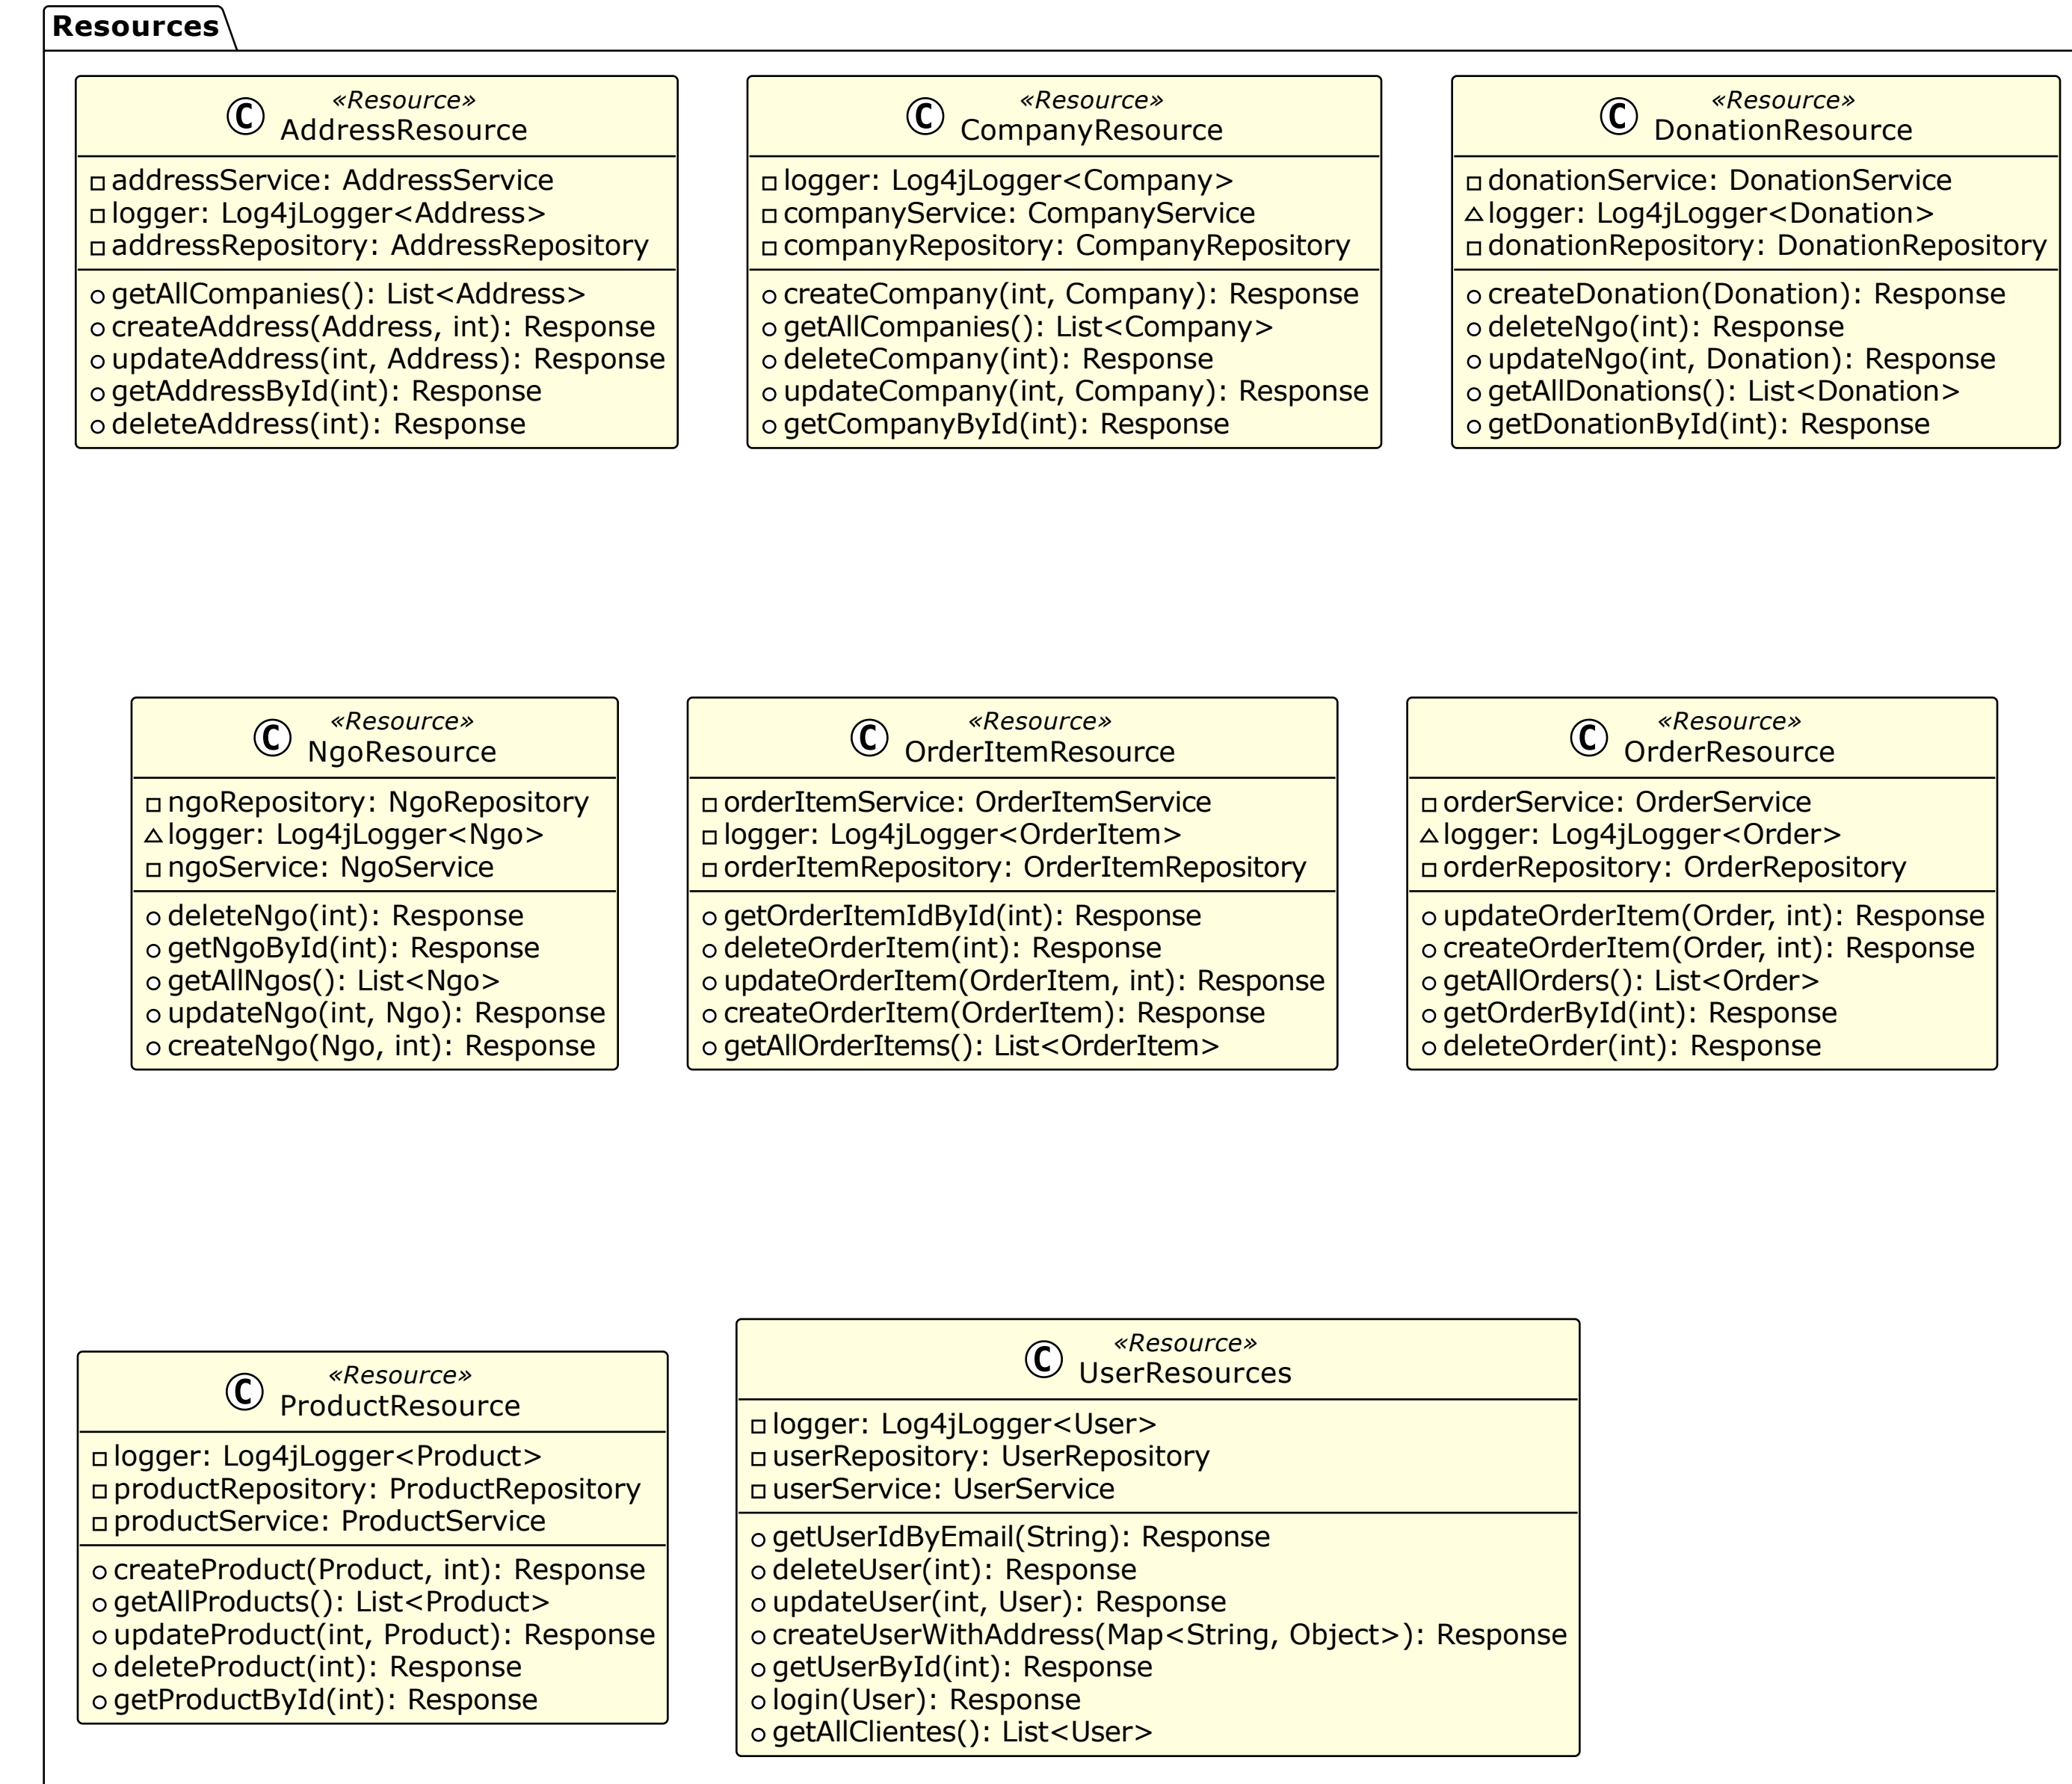 Resources
«Resource»
C AddressResource
addressService: AddressService
logger: Log4jLogger<Address>
addressRepository: AddressRepository
getAllCompanies(): List<Address>
createAddress(Address, int): Response
updateAddress(int, Address): Response
getAddressById(int): Response
deleteAddress(int): Response
«Resource»
C CompanyResource
logger: Log4jLogger<Company>
companyService: CompanyService
companyRepository: CompanyRepository
createCompany(int, Company): Response
getAllCompanies(): List<Company>
deleteCompany(int): Response
updateCompany(int, Company): Response
getCompanyById(int): Response
«Resource»
C DonationResource
donationService: DonationService
logger: Log4jLogger<Donation>
donationRepository: DonationRepository
createDonation(Donation): Response
deleteNgo(int): Response
updateNgo(int, Donation): Response
getAllDonations(): List<Donation>
getDonationById(int): Response
«Resource»
C NgoResource
ngoRepository: NgoRepository
logger: Log4jLogger<Ngo>
ngoService: NgoService
deleteNgo(int): Response
getNgoById(int): Response
getAllNgos(): List<Ngo>
updateNgo(int, Ngo): Response
createNgo(Ngo, int): Response
«Resource»
C OrderItemResource
orderItemService: OrderItemService
logger: Log4jLogger<OrderItem>
orderItemRepository: OrderItemRepository
getOrderItemIdById(int): Response
deleteOrderItem(int): Response
updateOrderItem(OrderItem, int): Response
createOrderItem(OrderItem): Response
getAllOrderItems(): List<OrderItem>
«Resource»
C OrderResource
orderService: OrderService
logger: Log4jLogger<Order>
orderRepository: OrderRepository
updateOrderItem(Order, int): Response
createOrderItem(Order, int): Response
getAllOrders(): List<Order>
getOrderById(int): Response
deleteOrder(int): Response
«Resource»
C ProductResource
logger: Log4jLogger<Product>
productRepository: ProductRepository
productService: ProductService
createProduct(Product, int): Response
getAllProducts(): List<Product>
updateProduct(int, Product): Response
deleteProduct(int): Response
getProductById(int): Response
«Resource»
C UserResources
logger: Log4jLogger<User>
userRepository: UserRepository
userService: UserService
getUserIdByEmail(String): Response
deleteUser(int): Response
updateUser(int, User): Response
createUserWithAddress(Map<String, Object>): Response
getUserById(int): Response
login(User): Response
getAllClientes(): List<User>